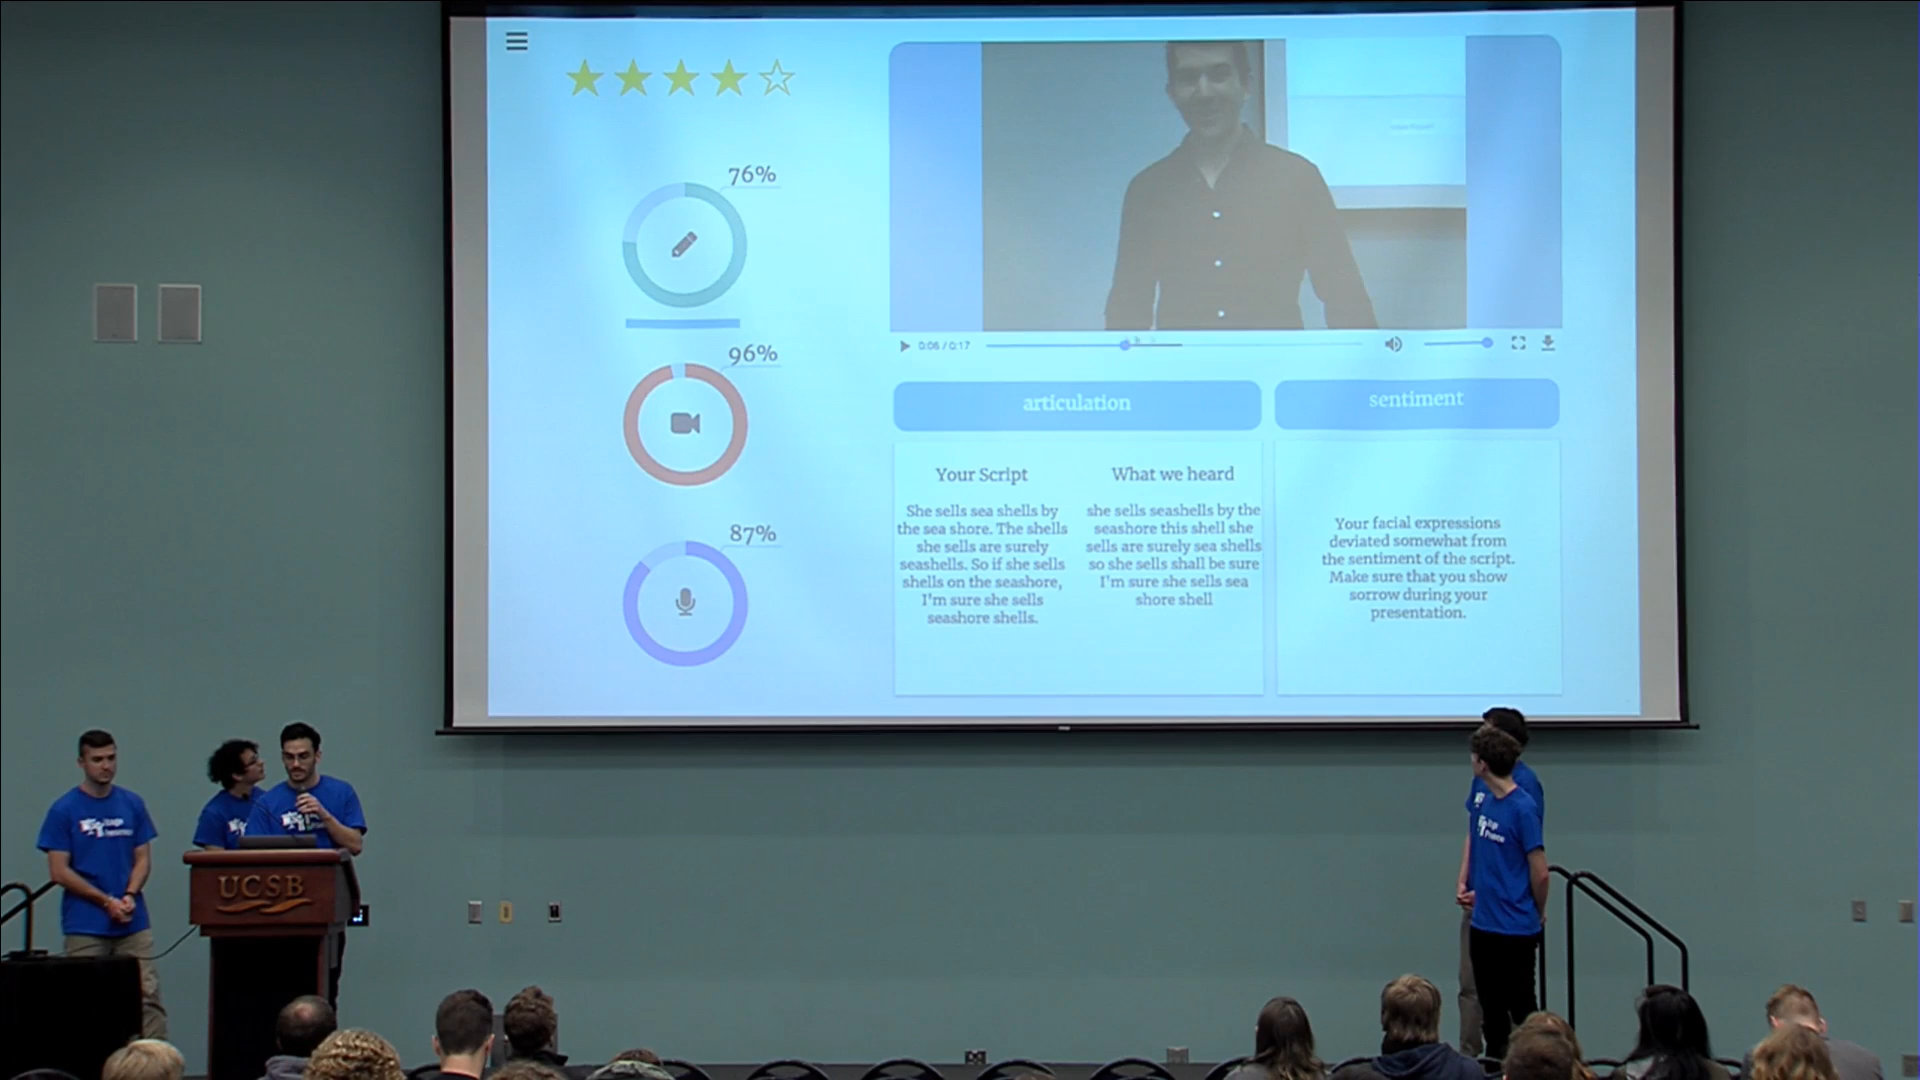 76%
96%
87%
0:06 / 0:17
articulation
sentiment
Your Script
She sells sea shells by
the sea shore. The shells
she sells are surely
seashells. So if she sells
shells on the seashore,
I'm sure she sells
seashore shells.
What we heard
she sells seashells by the
seashore this shell she
sells are surely sea shells
so she sells shall be sure
I'm sure she sells sea
shore shell
Your facial expressions
deviated somewhat from
the sentiment of the script.
Make sure that you show
sorrow during your
presentation.
UCSB